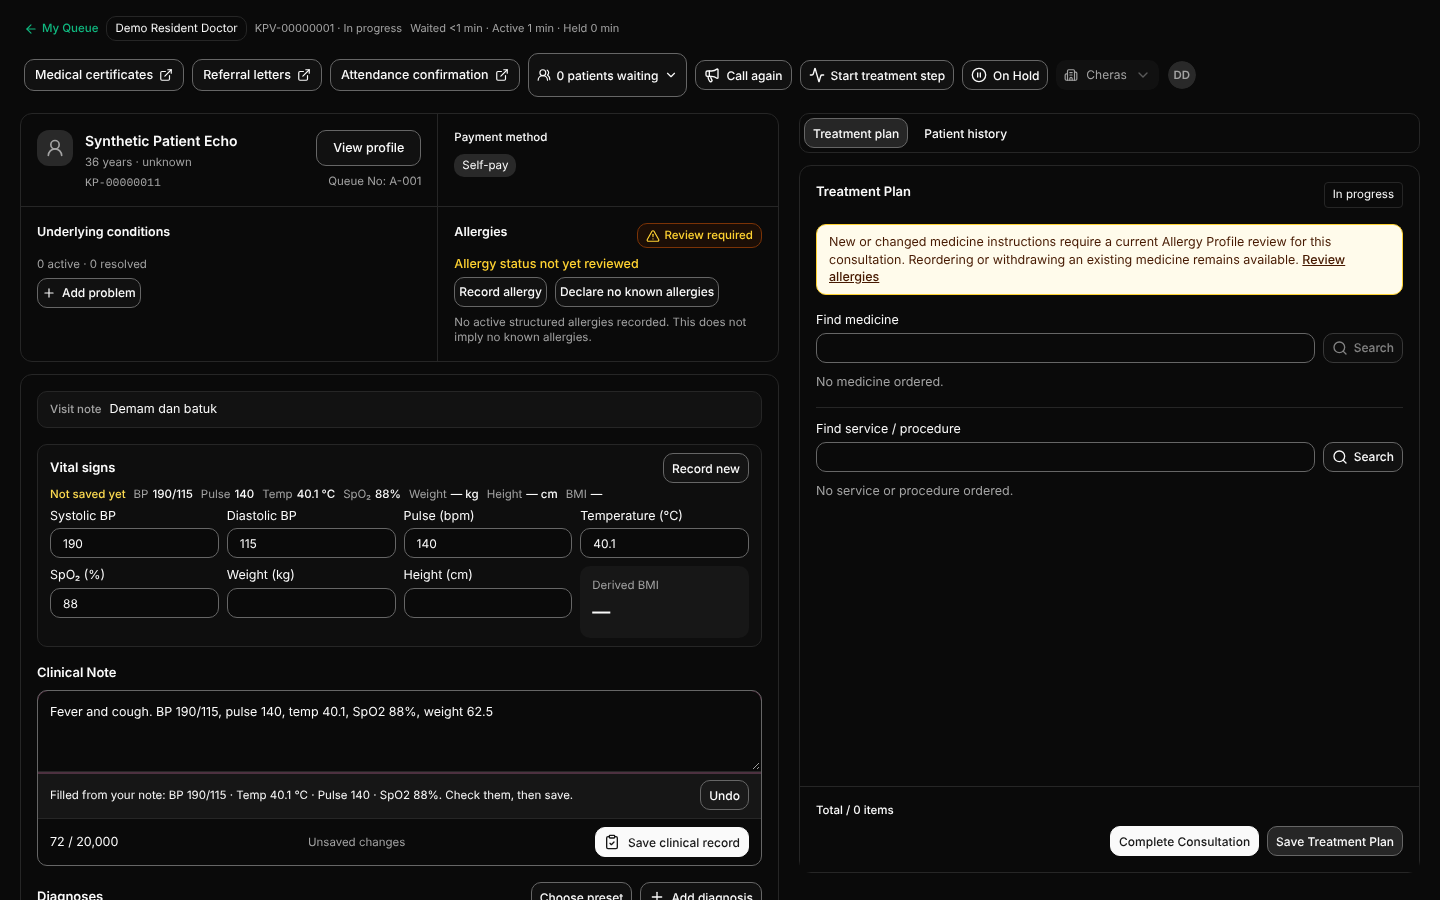 My Queue
Demo Resident Doctor
KPV-00000001 · In progress
Waited <1 min · Active 1 min · Held 0 min
Medical certificates
Referral letters
Attendance confirmation
0 patients waiting
Call again
Start treatment step
On Hold
Cheras
DD
Synthetic Patient Echo
36 years · unknown
KP-00000011
View profile
Queue No: A-001
Payment method
Self-pay
Underlying conditions
0 active · 0 resolved
Add problem
Allergies
Review required
Allergy status not yet reviewed
Record allergy
Declare no known allergies
No active structured allergies recorded. This does not
imply no known allergies.
Visit note Demam dan batuk
Vital signs
Record new
Not saved yet BP 190/115 Pulse 140 Temp 40.1 °C SpO₂ 88% Weight — kg Height — cm BMI —
Systolic BP
190
Diastolic BP
115
Pulse (bpm)
140
Temperature (°C)
40.1
SpO₂ (%)
88
Weight (kg)
Height (cm)
Derived BMI
—
Clinical Note
Fever and cough. BP 190/115, pulse 140, temp 40.1, SpO2 88%, weight 62.5
Filled from your note: BP 190/115 · Temp 40.1 °C · Pulse 140 · SpO2 88%. Check them, then save.
Undo
72 / 20,000
Unsaved changes
Save clinical record
Diagnoses
Choose preset
Add diagnosis
Treatment plan
Patient history
Treatment Plan
In progress
New or changed medicine instructions require a current Allergy Profile review for this
consultation. Reordering or withdrawing an existing medicine remains available. Review
allergies
Find medicine
Search
No medicine ordered.
Find service / procedure
Search
No service or procedure ordered.
Total / 0 items
Complete Consultation
Save Treatment Plan